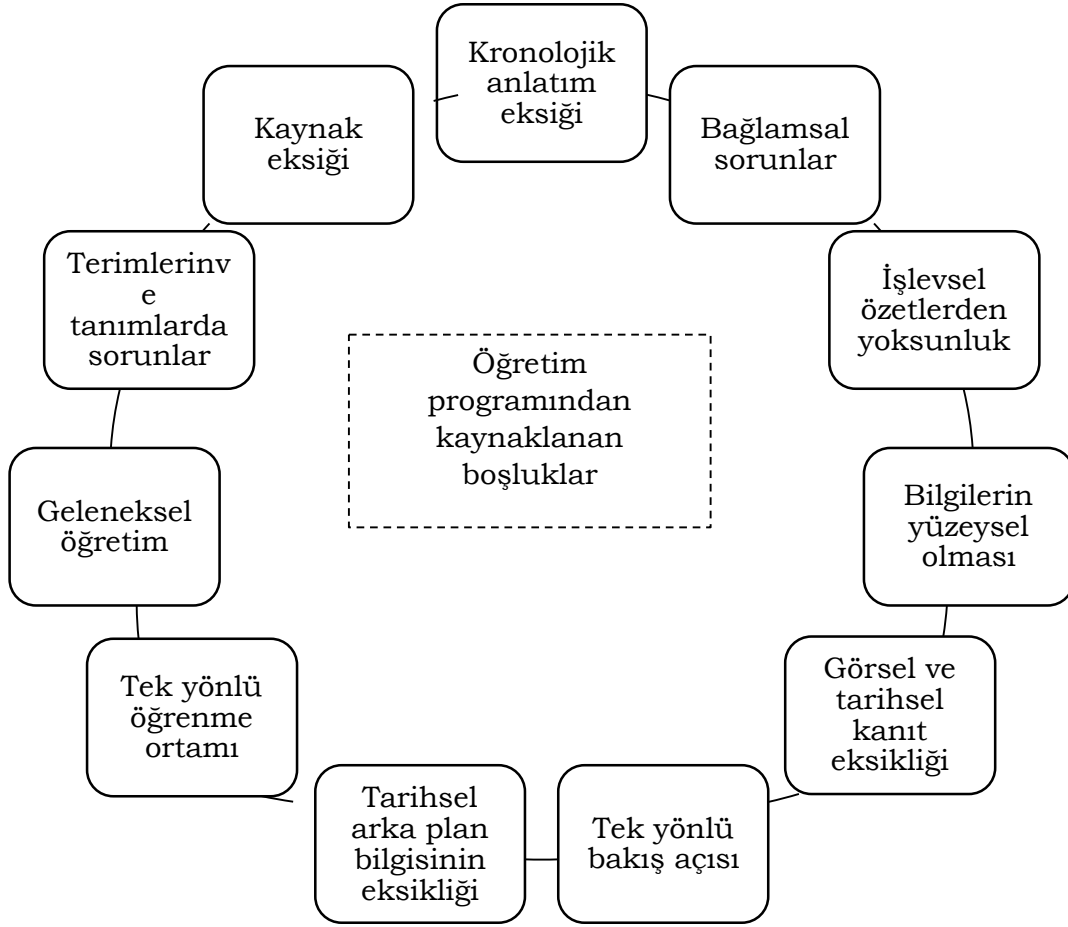 Kronolojik
anlatım
eksiği
Bağlamsal
sorunlar
İşlevsel
özetlerden
yoksunluk
Bilgilerin
yüzeysel
olması
Görsel ve
tarihsel
kanıt
eksikliği
Tek yönlü
bakış açısı
Tarihsel
arka plan
bilgisinin
eksikliği
Tek yönlü
öğrenme
ortamı
Geleneksel
öğretim
Terimlerinv
e
tanımlarda
sorunlar
Kaynak
eksiği
Öğretim
programından
kaynaklanan
boşluklar